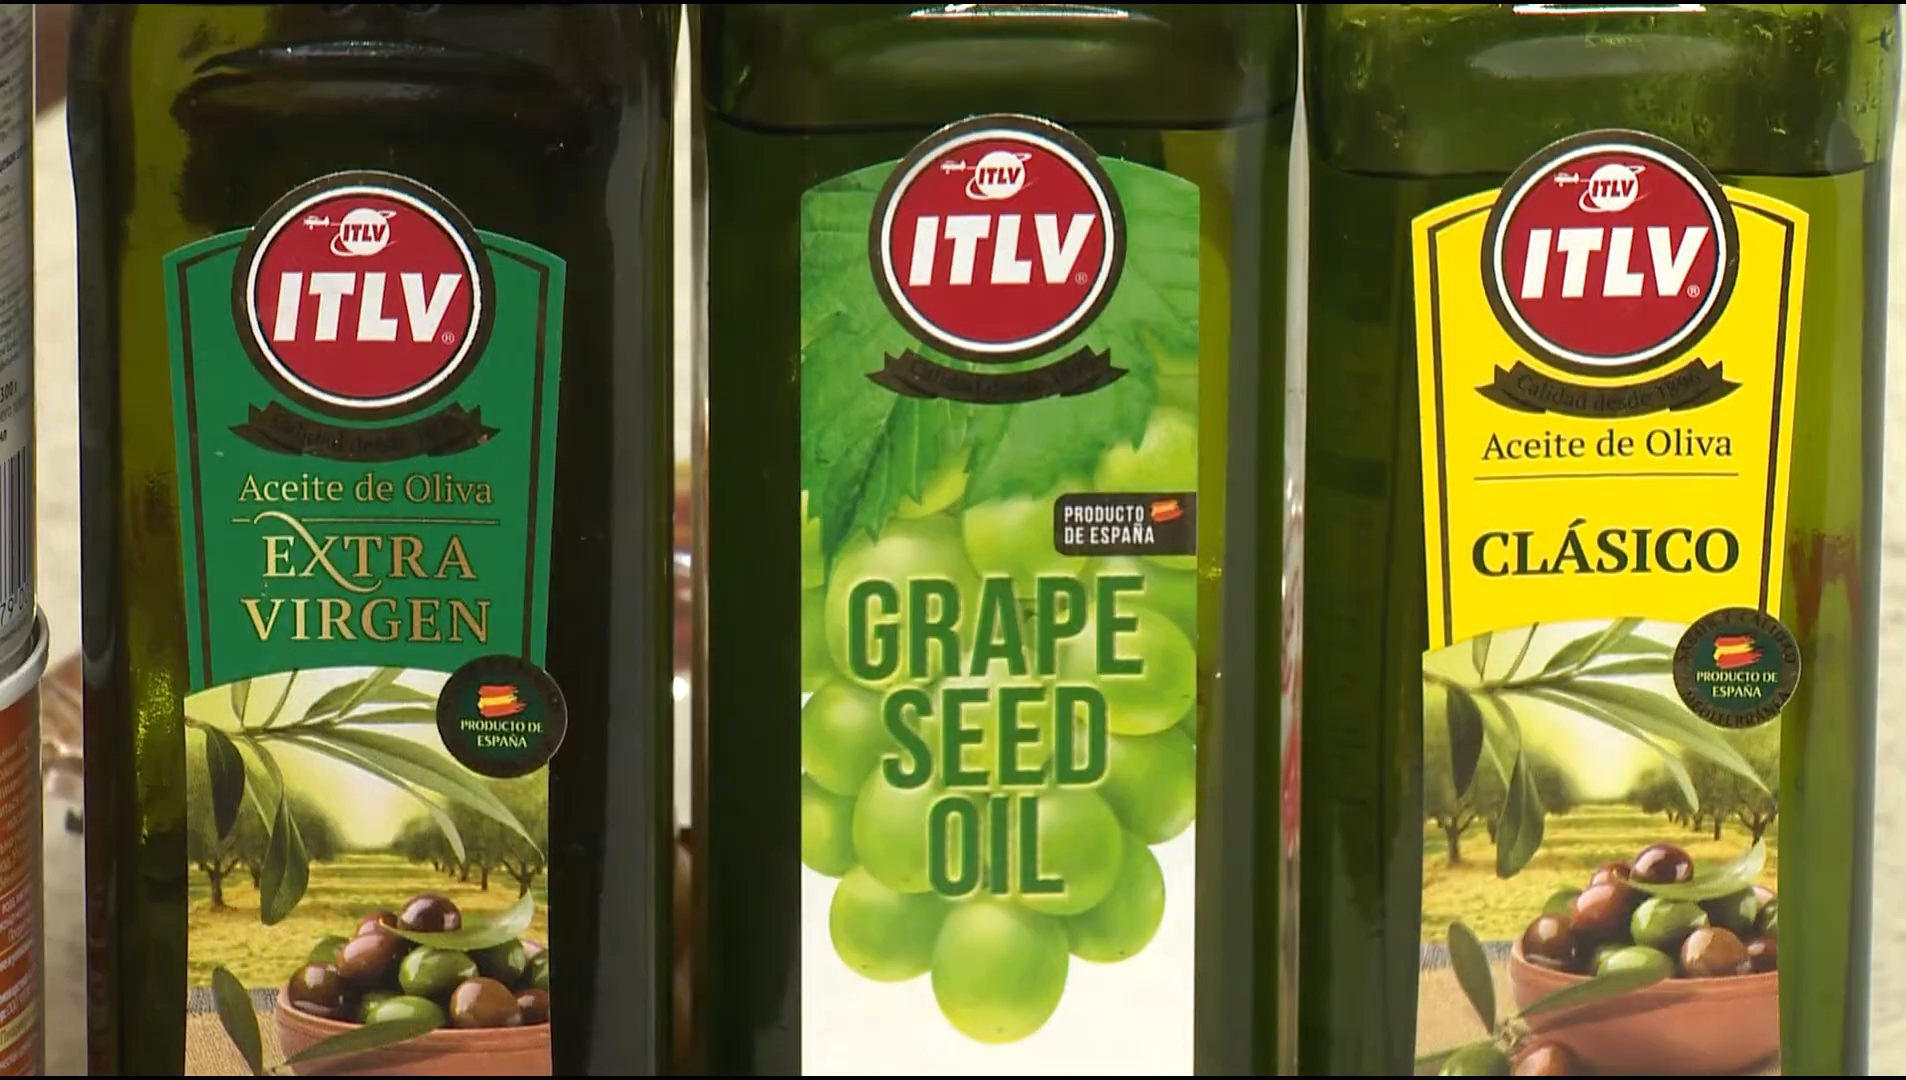 ITLV
ITLV®
Aceite de Oliva
EXTRA
VIRGEN
PRODUCTO DE
ESPAÑA
ITLV
ITLV®
PRODUCTO
DE ESPAÑA
GRAPE
SEED
OIL
ITLV
ITLV®
Calidad desde 1896
Aceite de Oliva
CLÁSICO
PRODUCTO DE
ESPAÑA